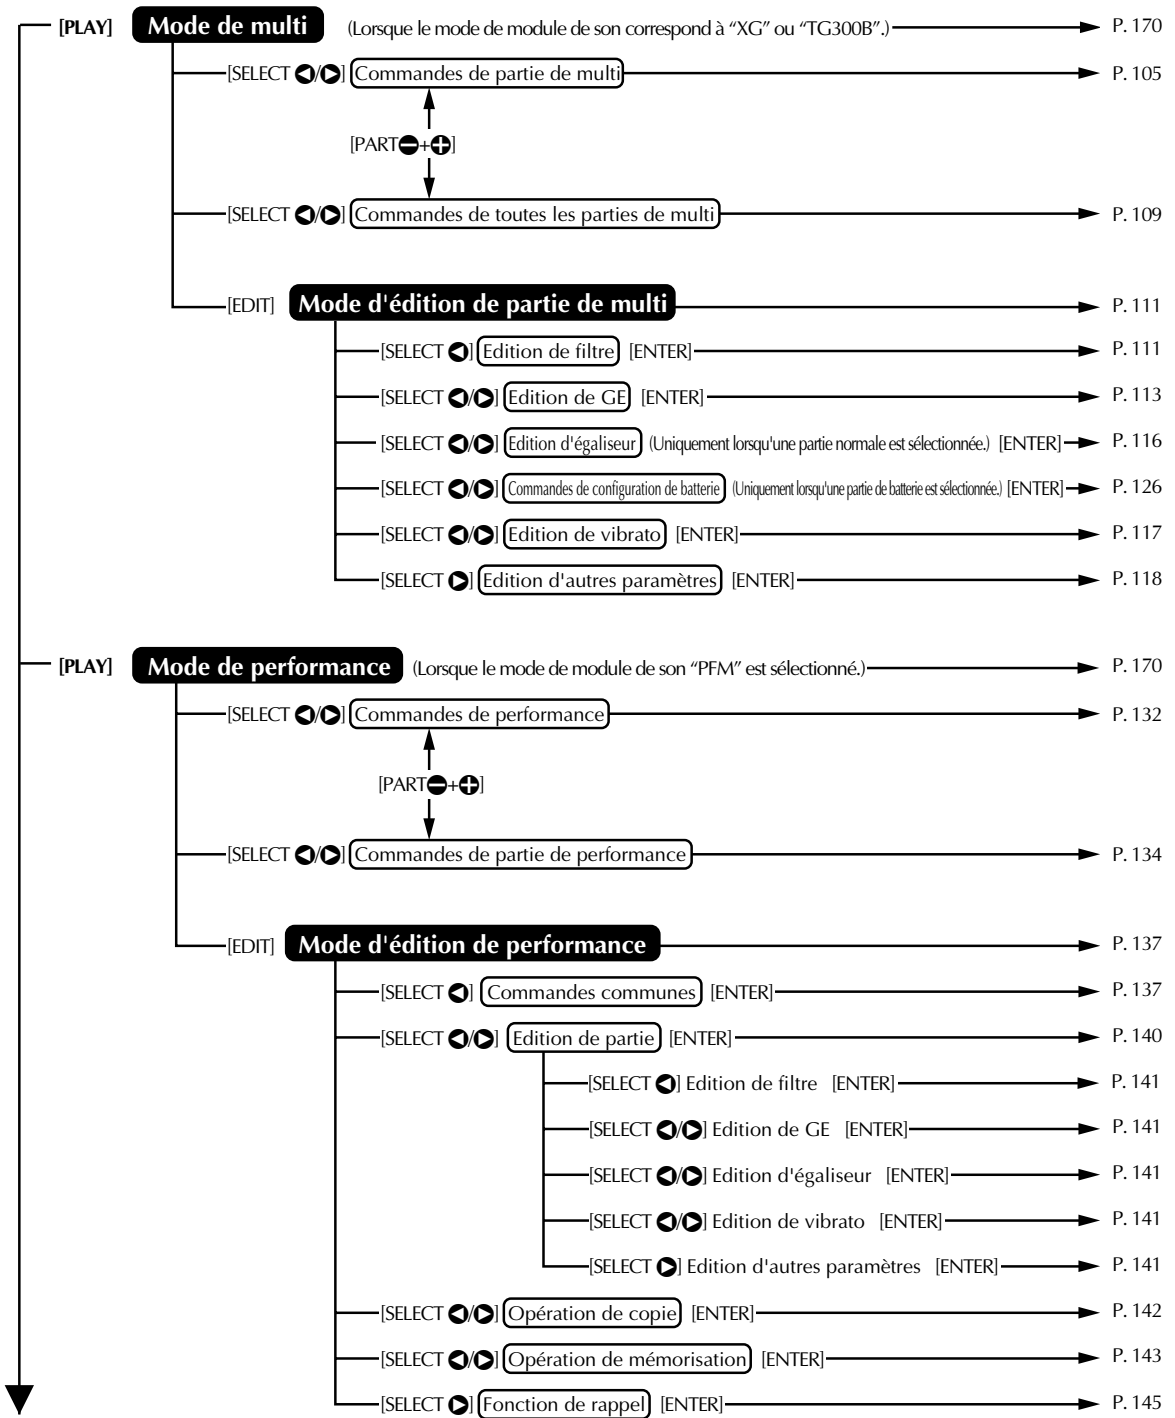 [PLAY] Mode de multi (Lorsque le mode de module de son correspond à “XG” ou “TG300B”.) P. 170
[SELECT ◀/▶] Commandes de partie de multi P. 105
[PART−+＋]
[SELECT ◀/▶] Commandes de toutes les parties de multi P. 109
[EDIT] Mode d'édition de partie de multi P. 111
[SELECT ◀] Edition de filtre [ENTER] P. 111
[SELECT ◀/▶] Edition de GE [ENTER] P. 113
[SELECT ◀/▶] Edition d'égaliseur (Uniquement lorsqu'une partie normale est sélectionnée.) [ENTER] P. 116
[SELECT ◀/▶] Commandes de configuration de batterie (Uniquement lorsqu'une partie de batterie est sélectionnée.) [ENTER] P. 126
[SELECT ◀/▶] Edition de vibrato [ENTER] P. 117
[SELECT ▶] Edition d'autres paramètres [ENTER] P. 118
[PLAY] Mode de performance (Lorsque le mode de module de son “PFM” est sélectionné.) P. 170
[SELECT ◀/▶] Commandes de performance P. 132
[PART−+＋]
[SELECT ◀/▶] Commandes de partie de performance P. 134
[EDIT] Mode d'édition de performance P. 137
[SELECT ◀] Commandes communes [ENTER] P. 137
[SELECT ◀/▶] Edition de partie [ENTER] P. 140
[SELECT ◀] Edition de filtre [ENTER] P. 141
[SELECT ◀/▶] Edition de GE [ENTER] P. 141
[SELECT ◀/▶] Edition d'égaliseur [ENTER] P. 141
[SELECT ◀/▶] Edition de vibrato [ENTER] P. 141
[SELECT ▶] Edition d'autres paramètres [ENTER] P. 141
[SELECT ◀/▶] Opération de copie [ENTER] P. 142
[SELECT ◀/▶] Opération de mémorisation [ENTER] P. 143
[SELECT ▶] Fonction de rappel [ENTER] P. 145